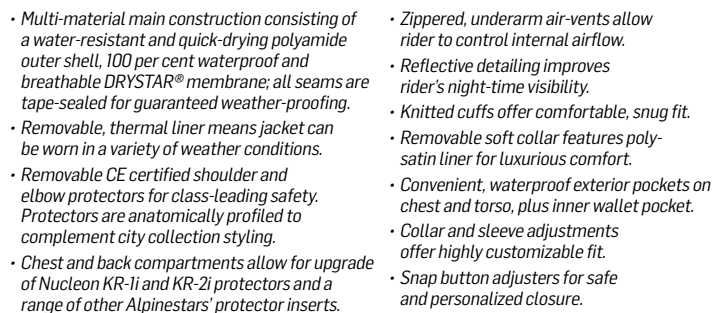 · Multi-material main construction consisting of
a water-resistant and quick-drying polyamide
outer shell, 100 per cent waterproof and
breathable DRYSTAR® membrane; all seams are
tape-sealed for guaranteed weather-proofing.
· Removable, thermal liner means jacket can
be worn in a variety of weather conditions.
· Removable CE certified shoulder and
elbow protectors for class-leading safety.
Protectors are anatomically profiled to
complement city collection styling.
· Chest and back compartments allow for upgrade
of Nucleon KR-1i and KR-2i protectors and a
range of other Alpinestars' protector inserts.
· Zippered, underarm air-vents allow
rider to control internal airflow.
· Reflective detailing improves
rider's night-time visibility.
· Knitted cuffs offer comfortable, snug fit.
· Removable soft collar features poly-
satin liner for luxurious comfort.
· Convenient, waterproof exterior pockets on
chest and torso, plus inner wallet pocket.
· Collar and sleeve adjustments
offer highly customizable fit.
· Snap button adjusters for safe
and personalized closure.